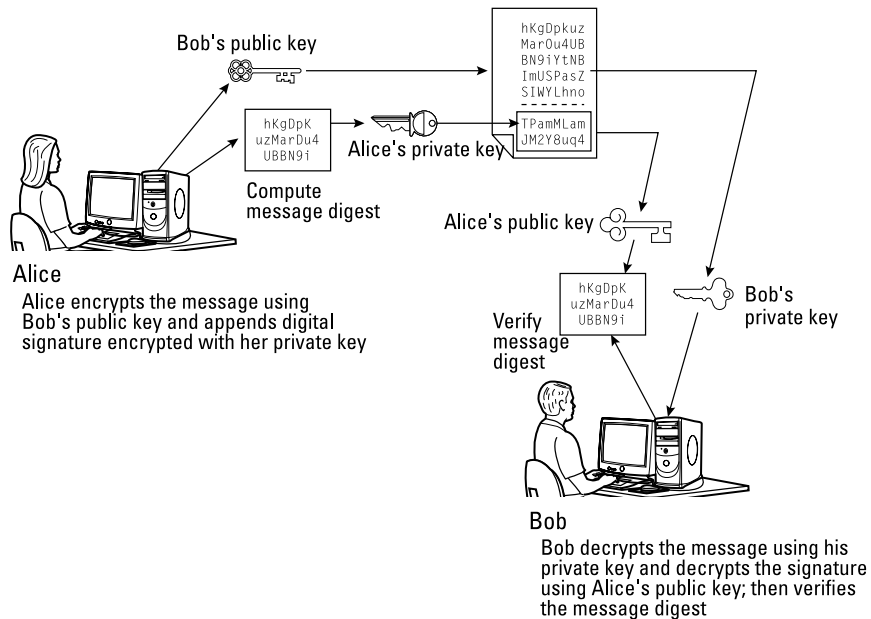 Bob's public key
hKgDpkuz
MarOu4UB
BN9iYtNB
ImUSPasZ
SIWYLhno
TPamMLam
JM2Y8uq4
hKgDpK
uzMarDu4
UBBN9i
Alice's private key
Compute
message digest
Alice's public key
Alice
Alice encrypts the message using
Bob's public key and appends digital
signature encrypted with her private key
hKgDpK
uzMarDu4
UBBN9i
Verify
message
digest
Bob's
private key
Bob
Bob decrypts the message using his
private key and decrypts the signature
using Alice's public key; then verifies
the message digest